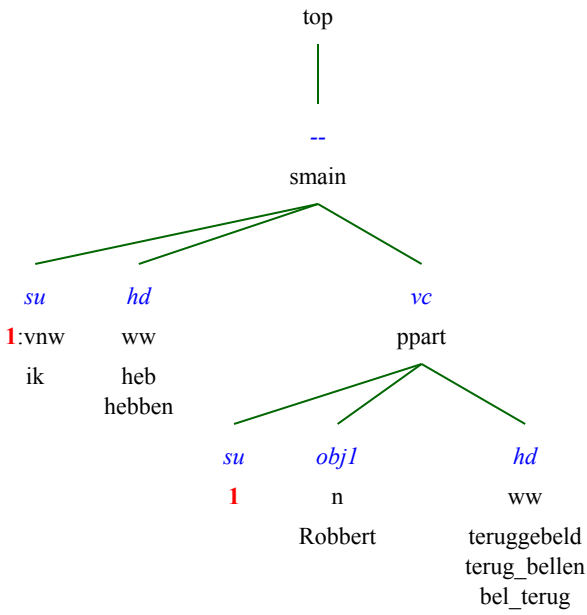 top
--
smain
su hd vc
1:vnw ww ppart
ik heb
hebben
su obj1 hd
1 n ww
Robbert teruggebeld
terug_bellen
bel_terug